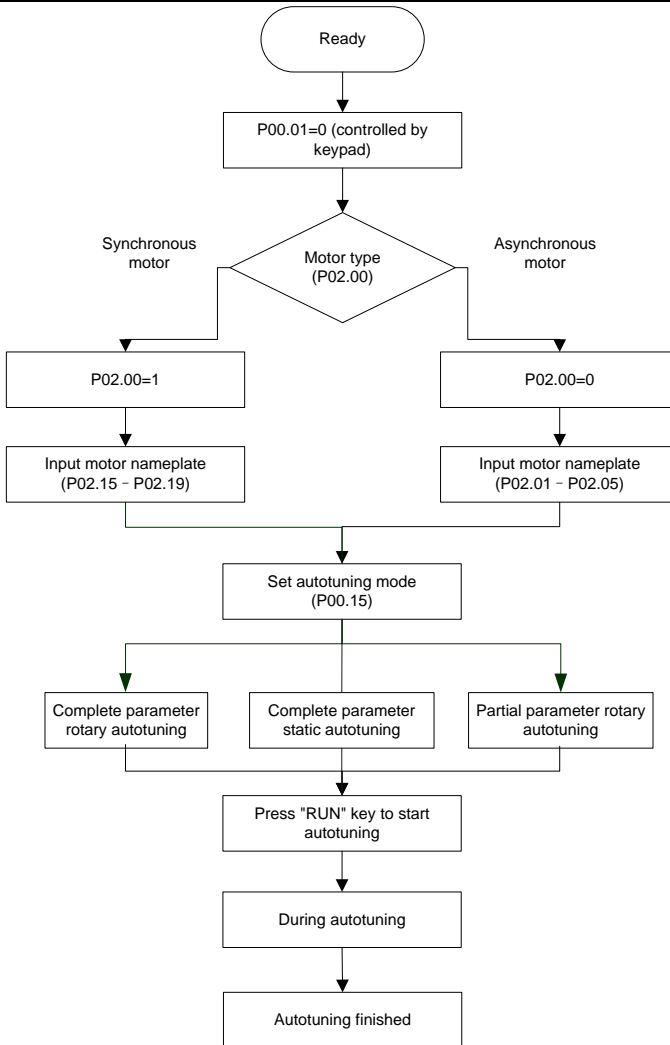 Ready
P00.01=0 (controlled by
keypad)
Synchronous
motor
Motor type
(P02.00)
Asynchronous
motor
P02.00=1
P02.00=0
Input motor nameplate
(P02.15﹣P02.19)
Input motor nameplate
(P02.01﹣P02.05)
Set autotuning mode
(P00.15)
Complete parameter
rotary autotuning
Complete parameter
static autotuning
Partial parameter rotary
autotuning
Press "RUN" key to start
autotuning
During autotuning
Autotuning finished